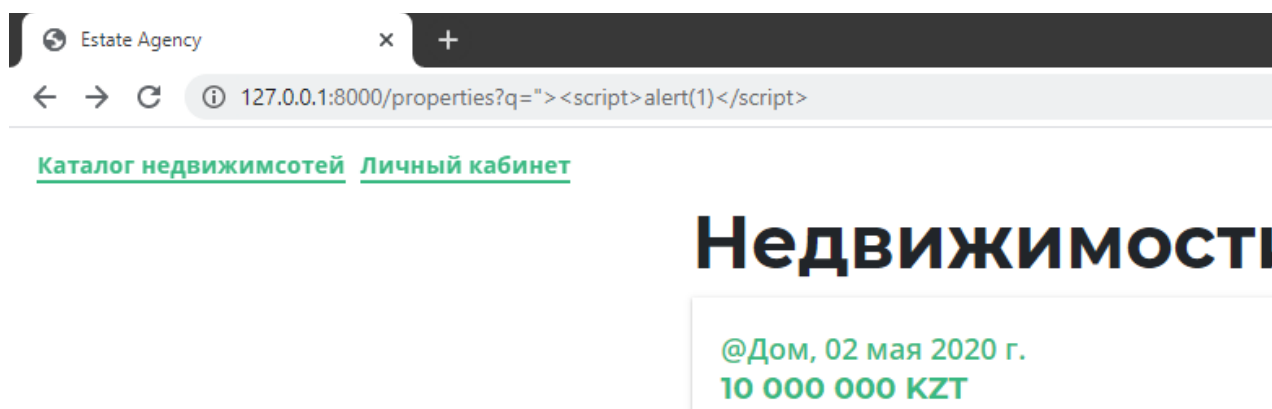 Estate Agency
127.0.0.1:8000/properties?q="><script>alert(1)</script>
Каталог недвижимсотей Личный кабинет
Недвижимости
@Дом, 02 мая 2020 г.
10 000 000 KZT